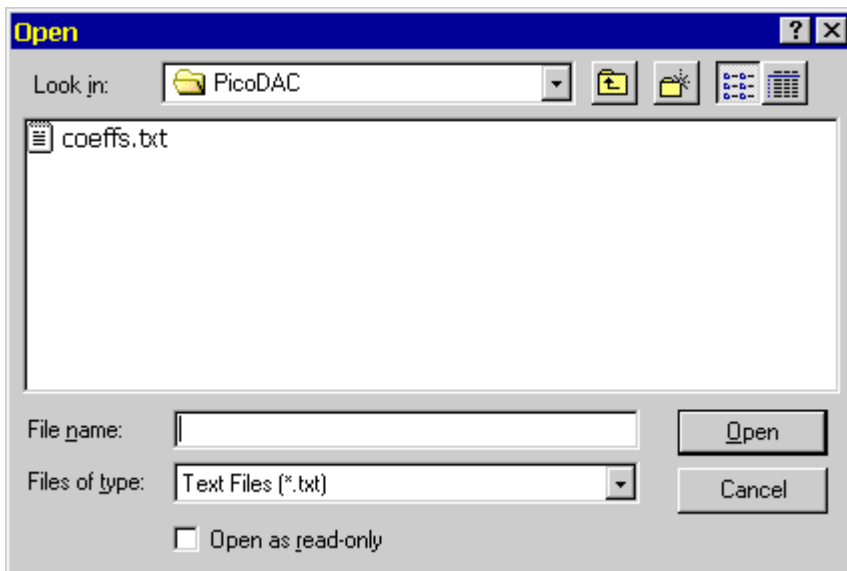 Open
Look in: PicoDAC
coeffs.txt
File name: Open
Files of type: Text Files (*.txt) Cancel
Open as read-only